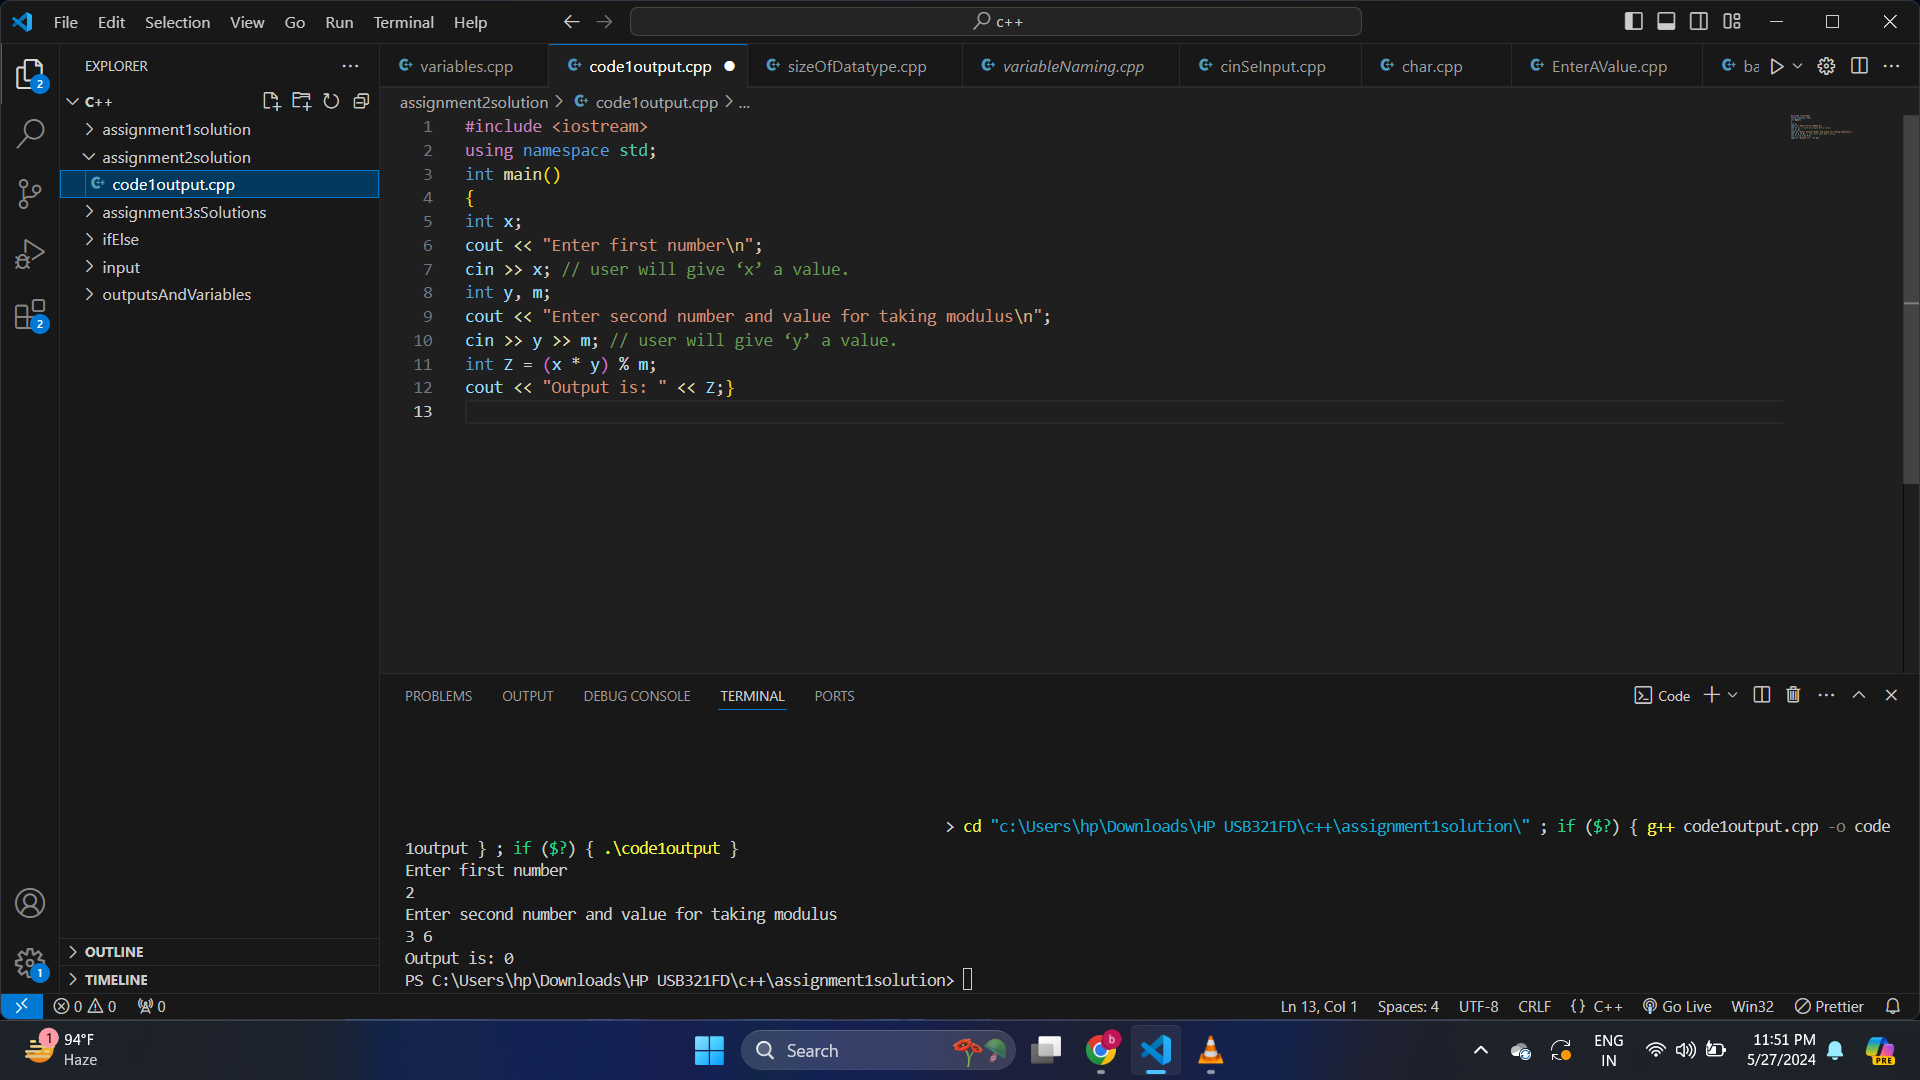 File Edit Selection View Go Run Terminal Help
c++
EXPLORER
variables.cpp code1output.cpp sizeOfDatatype.cpp variableNaming.cpp cinSeInput.cpp char.cpp EnterAValue.cpp ba
2
C++
assignment1solution
assignment2solution
code1output.cpp
assignment3sSolutions
ifElse
input
outputsAndVariables
2
assignment2solution > code1output.cpp > ...
1 #include <iostream>
2 using namespace std;
3 int main()
4 {
5 int x;
6 cout << "Enter first number\n";
7 cin >> x; // user will give ‘x’ a value.
8 int y, m;
9 cout << "Enter second number and value for taking modulus\n";
10 cin >> y >> m; // user will give ‘y’ a value.
11 int Z = (x * y) % m;
12 cout << "Output is: " << Z;}
13
PROBLEMS OUTPUT DEBUG CONSOLE TERMINAL PORTS
Code
> cd "c:\Users\hp\Downloads\HP USB321FD\c++\assignment1solution\" ; if ($?) { g++ code1output.cpp -o code
1output } ; if ($?) { .\code1output }
Enter first number
2
Enter second number and value for taking modulus
3 6
Output is: 0
PS C:\Users\hp\Downloads\HP USB321FD\c++\assignment1solution>
OUTLINE
TIMELINE
1
0 0 0
Ln 13, Col 1 Spaces: 4 UTF-8 CRLF {} C++ Go Live Win32 Prettier
1
94°F
Haze
Search
b
ENG
IN
11:51 PM
5/27/2024
PRE